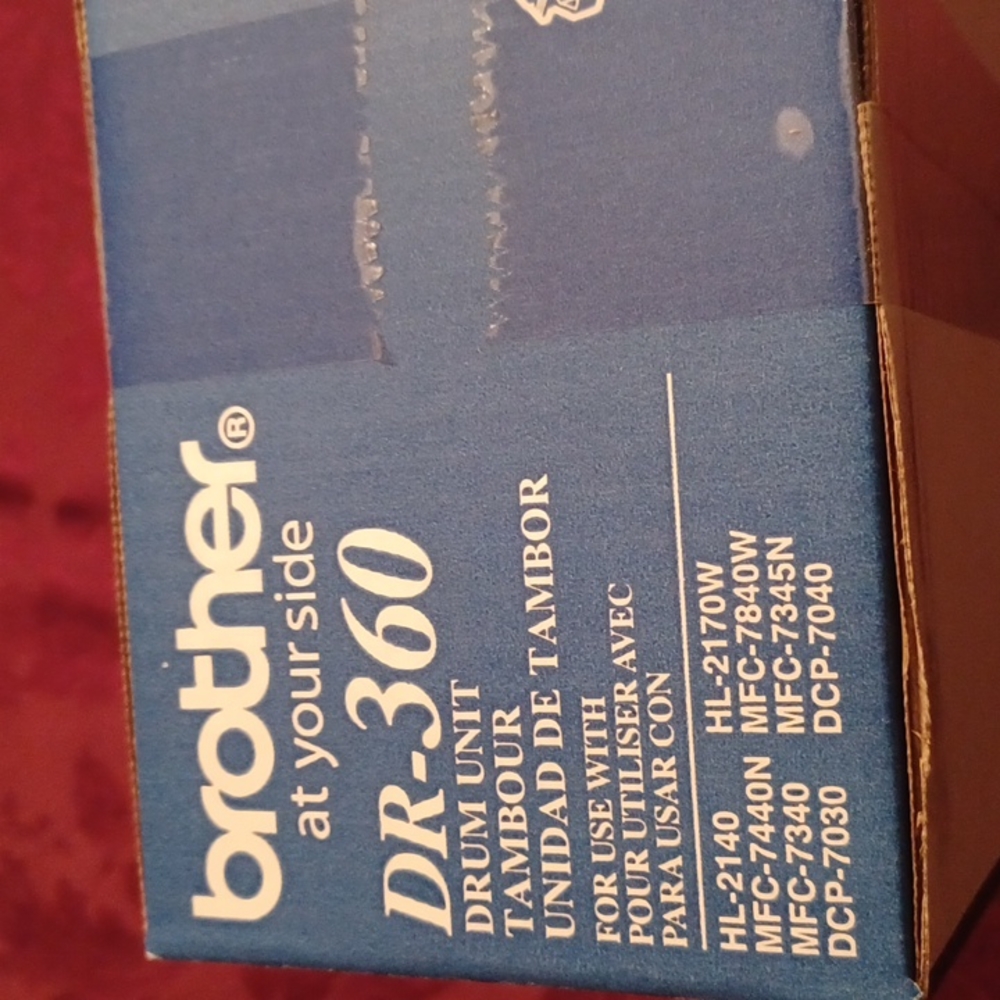 brother®
at your side
DR-360
DRUM UNIT
TAMBOUR
UNIDAD DE TAMBOR
FOR USE WITH
POUR UTILISER AVEC
PARA USAR CON
HL-2140 HL-2170W
MFC-7440N MFC-7840W
MFC-7340 MFC-7345N
DCP-7030 DCP-7040